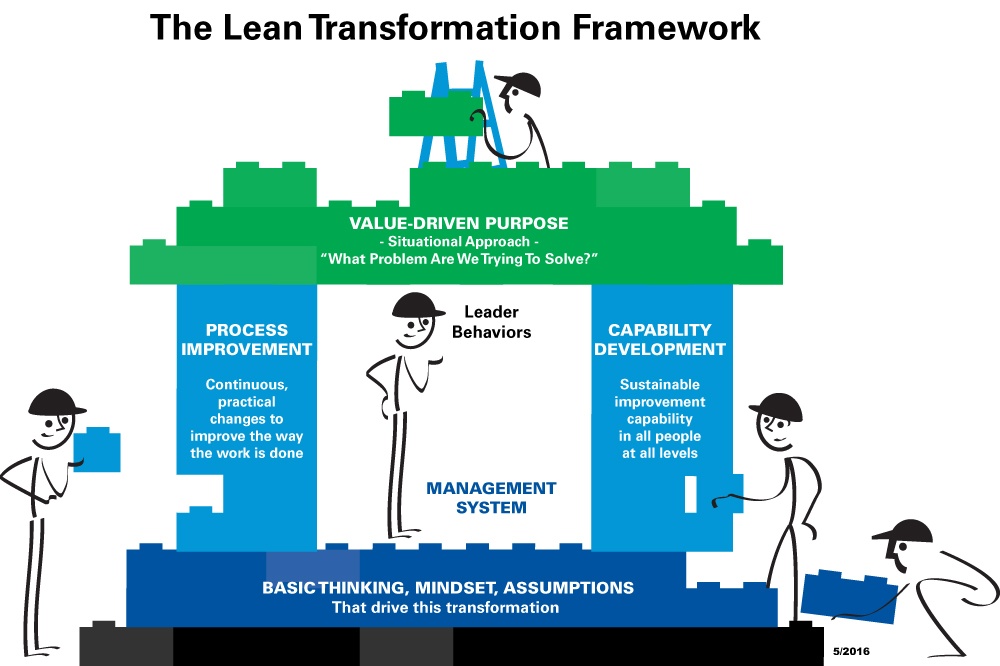 The Lean Transformation Framework
VALUE-DRIVEN PURPOSE
- Situational Approach -
“What Problem Are We Trying To Solve?”
Leader
Behaviors
PROCESS
IMPROVEMENT
Continuous,
practical
changes to
improve the way
the work is done
CAPABILITY
DEVELOPMENT
Sustainable
improvement
capability
in all people
at all levels
MANAGEMENT
SYSTEM
BASIC THINKING, MINDSET, ASSUMPTIONS
That drive this transformation
5/2016